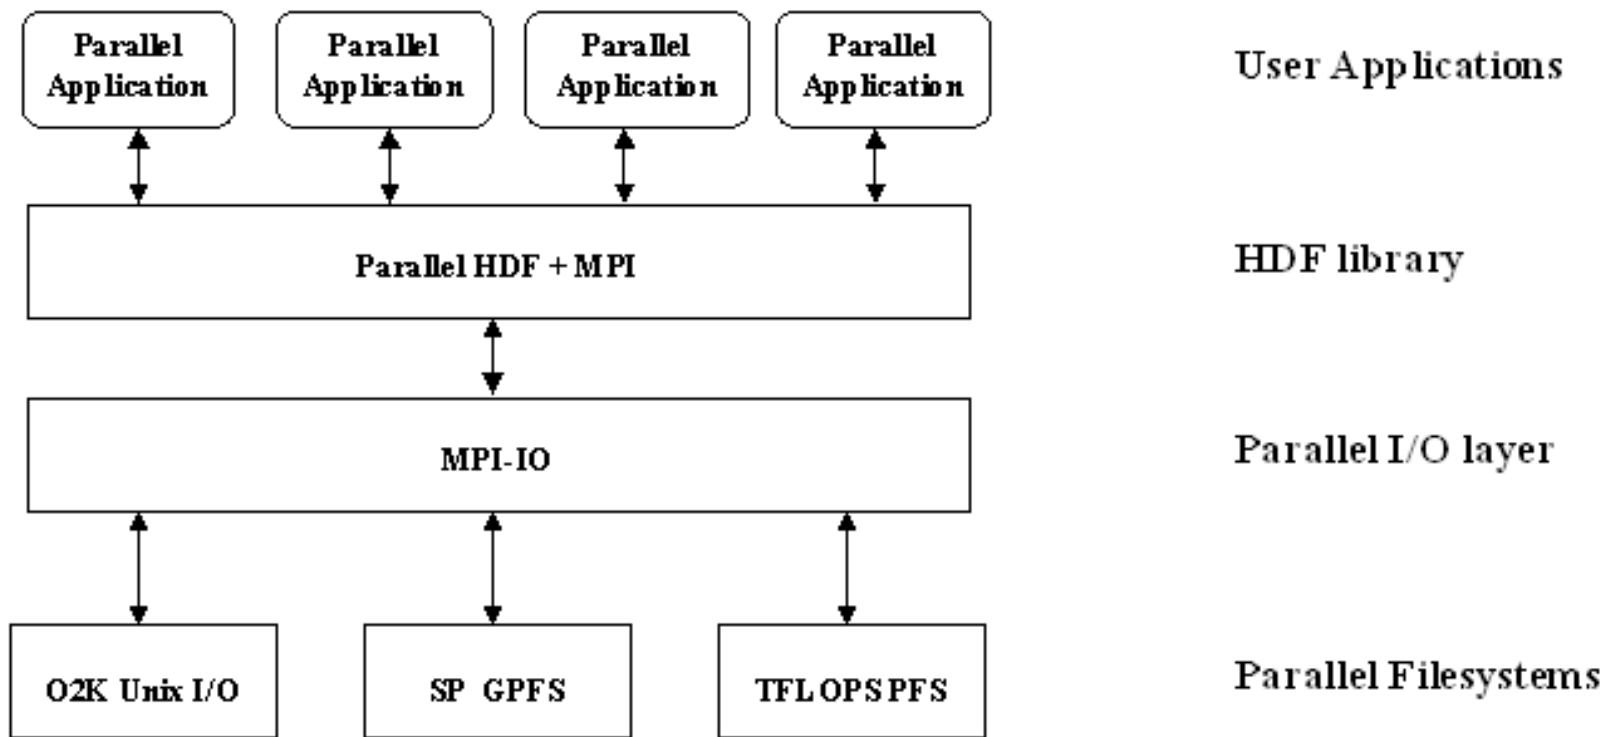 Parallel
Application
Parallel
Application
Parallel
Application
Parallel
Application
User Applications
Parallel HDF + MPI
HDF library
MPI-IO
Parallel I/O layer
O2K Unix I/O
SP GPFS
TFLOPS PFS
Parallel Filesystems